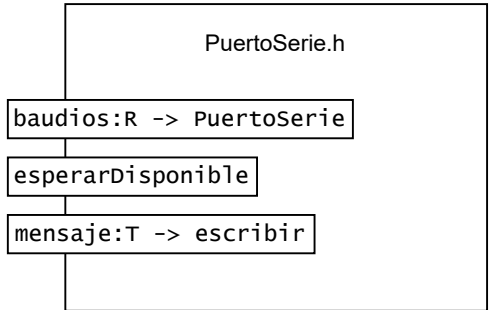 PuertoSerie.h
baudios:R -> PuertoSerie
esperarDisponible
mensaje:T -> escribir